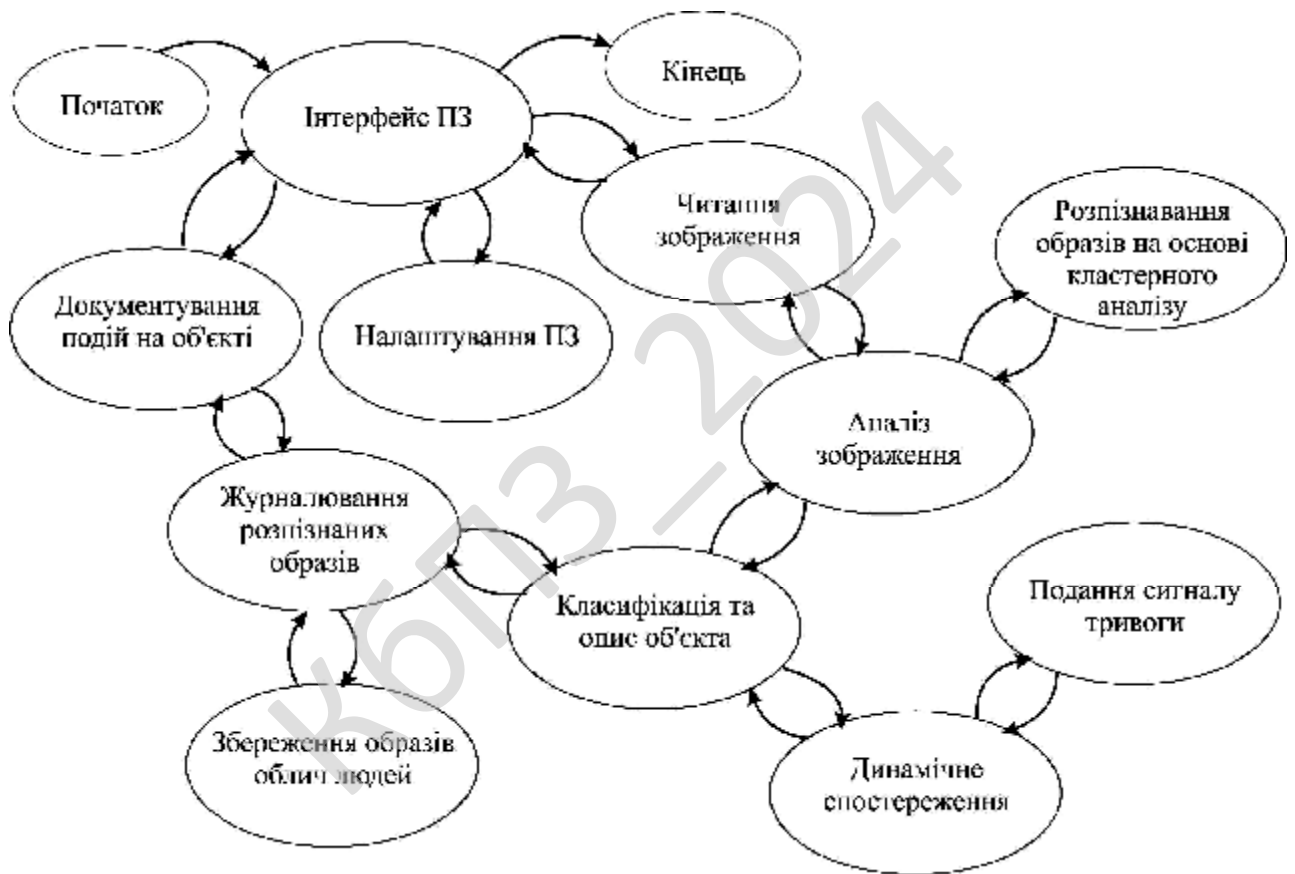 Початок
Інтерфейс ПЗ
Кінець
Читання
зображення
Розпізнавання
образів на основі
кластерного
аналізу
Документування
подій на об'єкті
Налаштування ПЗ
Аналіз
зображення
Журналювання
розпізнаних
образів
Класифікація та
опис об'єкта
Подання сигналу
тривоги
Збереження образів
облич людей
Динамічне
спостереження
КбПЗ_2024